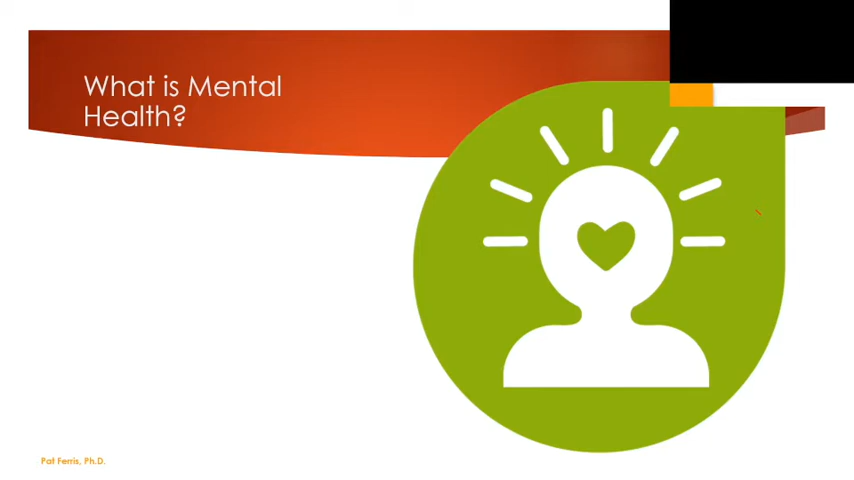 What is Mental
Health?
Pat Ferris, Ph.D.